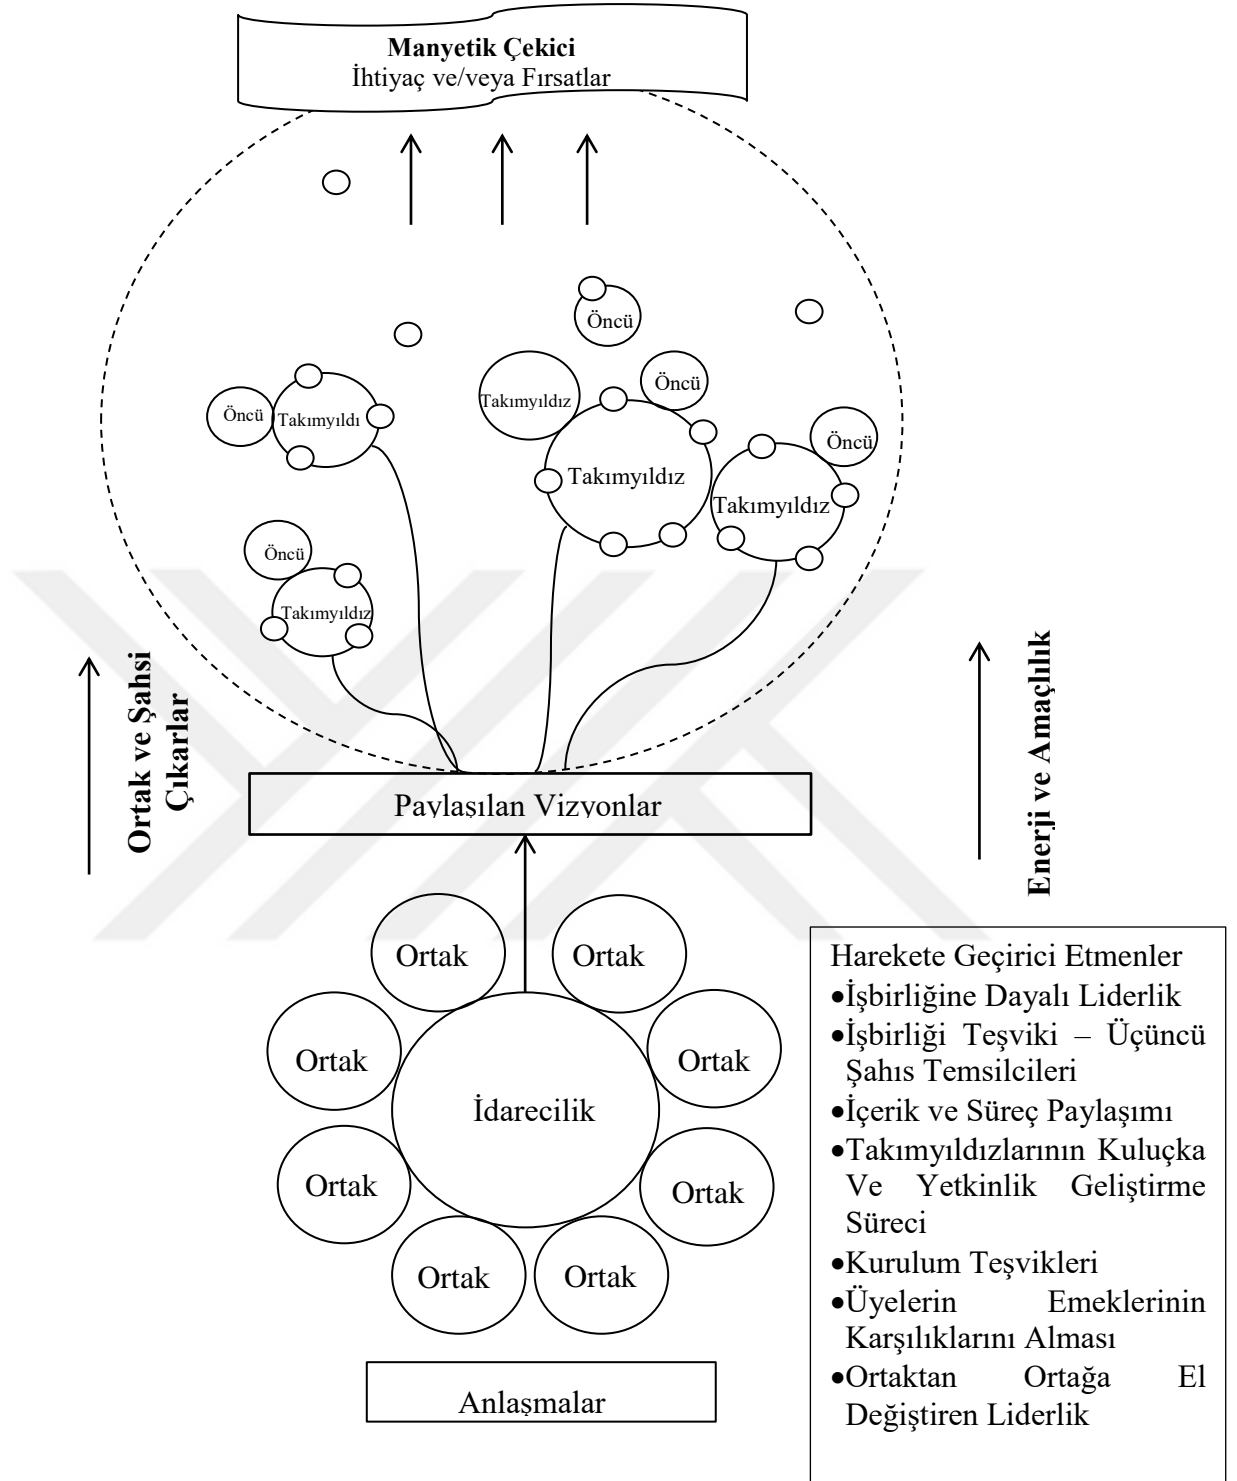 Manyetik Çekici
İhtiyaç ve/veya Fırsatlar
Öncü
Öncü
Takımyıldız
Öncü
Takımyıldı
Takımyıldız
Öncü
Takımyıldız
Öncü
Takımyıldız
Ortak ve Şahsi
Çıkarlar
Enerji ve Amaçlılık
Paylaşılan Vizyonlar
Ortak
Ortak
Ortak
Ortak
İdarecilik
Ortak
Ortak
Ortak
Ortak
Anlaşmalar
Harekete Geçirici Etmenler
•İşbirliğine Dayalı Liderlik
•İşbirliği Teşviki – Üçüncü
Şahıs Temsilcileri
•İçerik ve Süreç Paylaşımı
•Takımyıldızlarının Kuluçka
Ve Yetkinlik Geliştirme
Süreci
•Kurulum Teşvikleri
•Üyelerin Emeklerinin
Karşılıklarını Alması
•Ortaktan Ortağa El
Değiştiren Liderlik